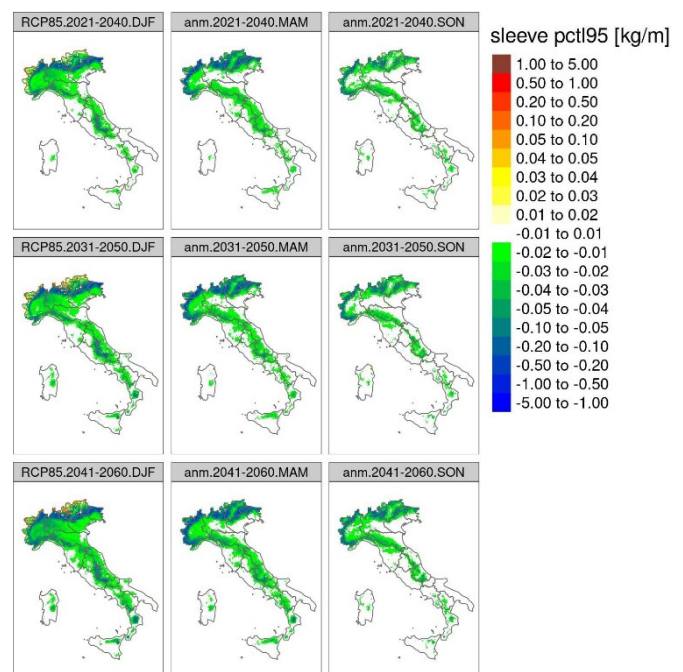 RCP85.2021-2040.DJF
anm.2021-2040.MAM
anm.2021-2040.SON
RCP85.2031-2050.DJF
anm.2031-2050.MAM
anm.2031-2050.SON
RCP85.2041-2060.DJF
anm.2041-2060.MAM
anm.2041-2060.SON
sleeve pctl95 [kg/m]
1.00 to 5.00
0.50 to 1.00
0.20 to 0.50
0.10 to 0.20
0.05 to 0.10
0.04 to 0.05
0.03 to 0.04
0.02 to 0.03
0.01 to 0.02
-0.01 to 0.01
-0.02 to -0.01
-0.03 to -0.02
-0.04 to -0.03
-0.05 to -0.04
-0.10 to -0.05
-0.20 to -0.10
-0.50 to -0.20
-1.00 to -0.50
-5.00 to -1.00